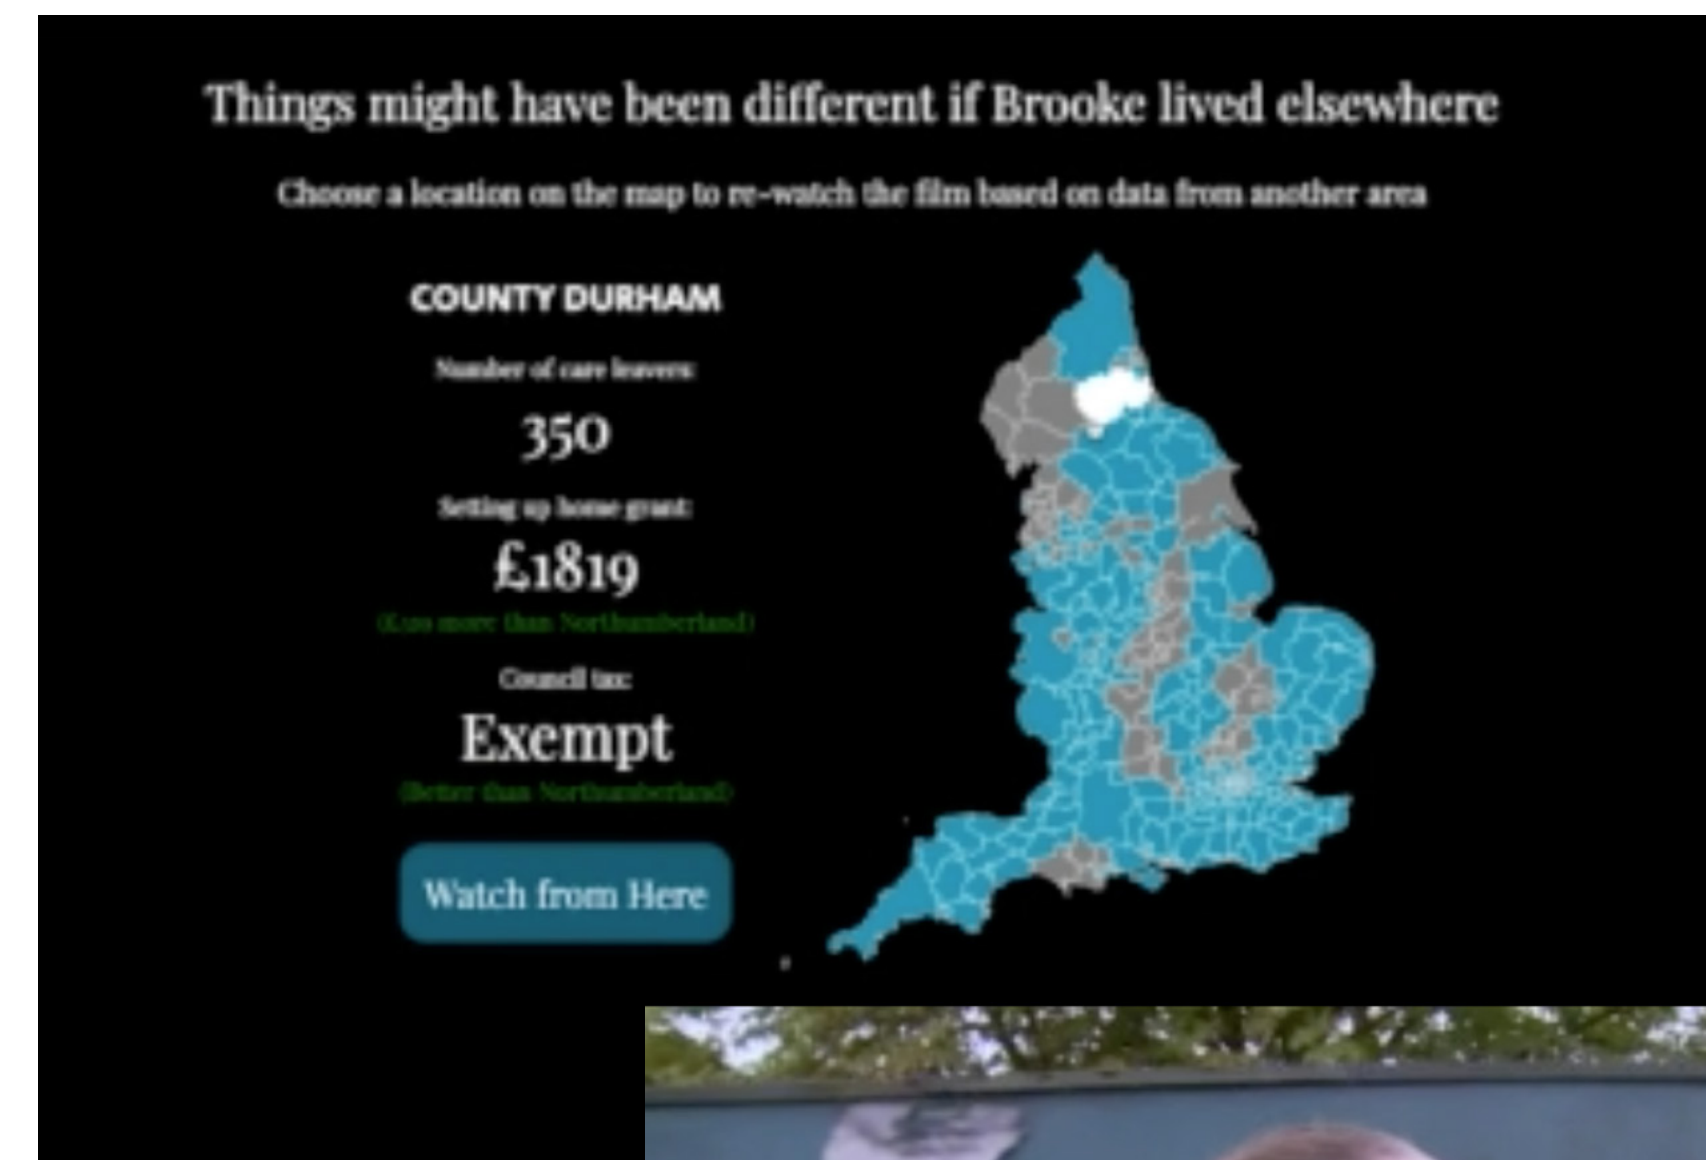 Things might have been different if Brooke lived elsewhere
Choose a location on the map to re-watch the film based on data from another area
COUNTY DURHAM
Number of care leavers:
350
Setting up home grant:
£1819
more than Northumberland)
Council tax:
Exempt
(Better than Northumberland)
Watch from Here